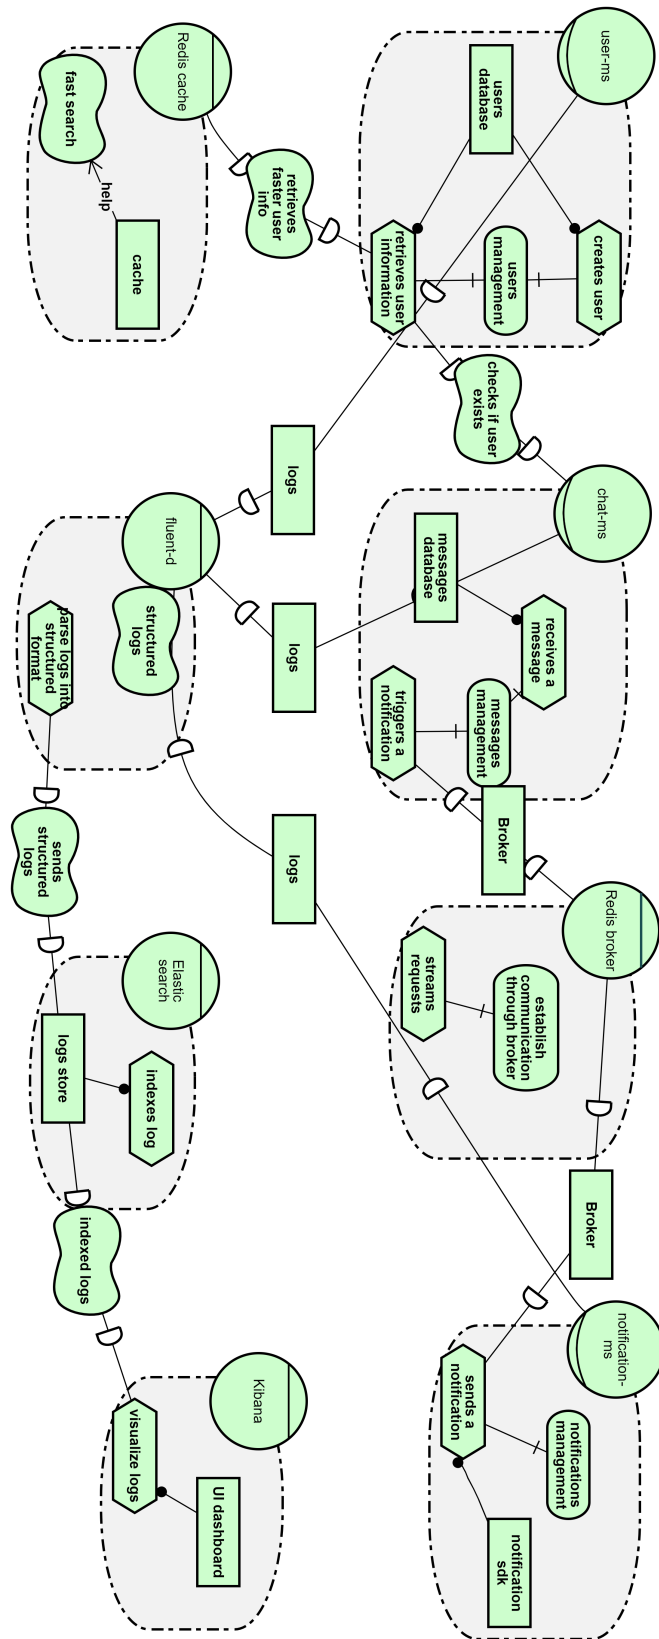 user-ms
users
database
creates user
users
management
retrieves user
information
Redis cache
fast search
help
cache
retrieves
faster user
info
checks if user
exists
chat-ms
messages
database
receives a
message
messages
management
triggers a
notification
Broker
logs
logs
logs
fluent-d
structured
logs
parse logs into
structured
format
sends
structured
logs
Redis broker
streams
requests
establish
communication
through broker
Broker
Elastic
search
logs store
indexes log
indexed logs
notification-
ms
sends a
notification
notifications
management
notification
sdk
Kibana
visualize logs
UI dashboard